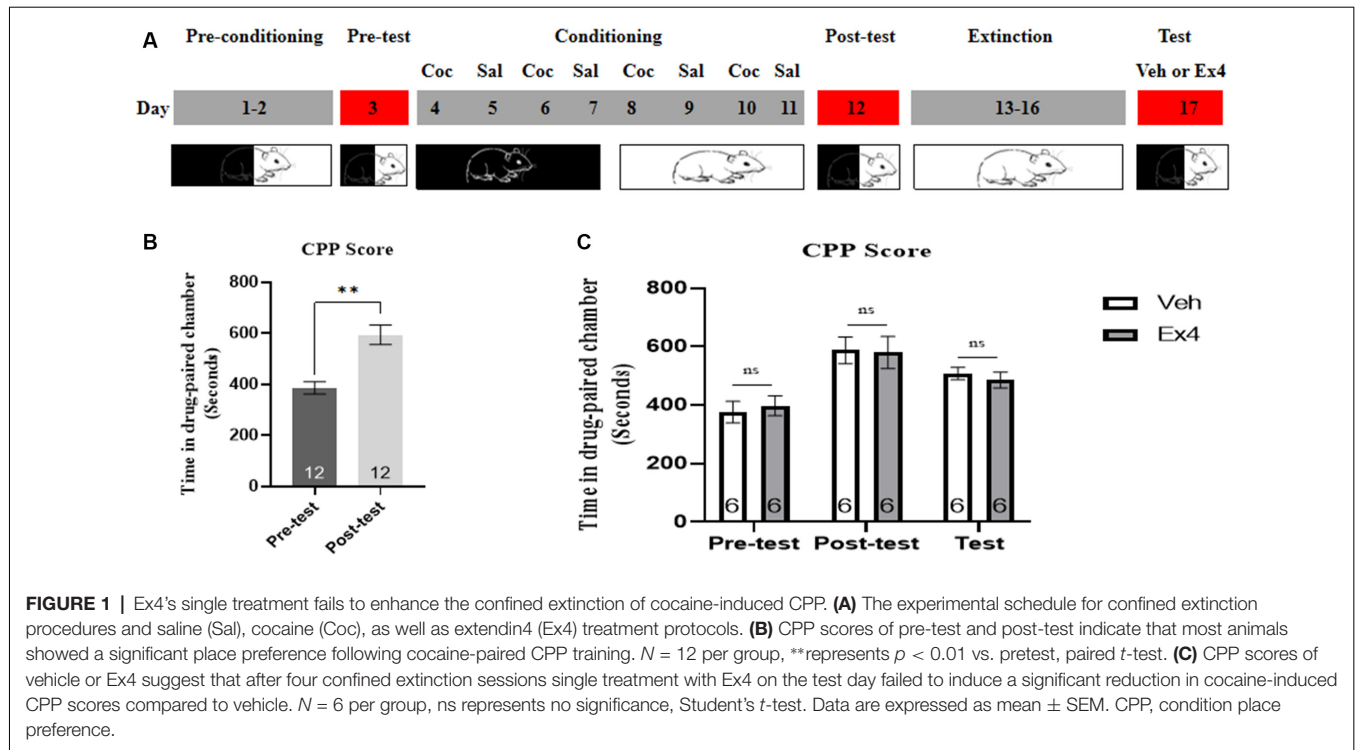 A Pre-conditioning Pre-test Conditioning Post-test Extinction Test
Coc Sal Coc Sal Coc Sal Coc Sal Veh or Ex4
Day 1-2 3 4 5 6 7 8 9 10 11 12 13-16 17
B
CPP Score
Time in drug-paired chamber
(Seconds)
800
600
400
200
0
**
12 12
Pre-test Post-test
C
CPP Score
Time in drug-paired chamber
(Seconds)
800
600
400
200
0
ns ns ns
6 6 6 6 6 6
Pre-test Post-test Test
Veh
Ex4
FIGURE 1 | Ex4's single treatment fails to enhance the confined extinction of cocaine-induced CPP. (A) The experimental schedule for confined extinction
procedures and saline (Sal), cocaine (Coc), as well as extendin4 (Ex4) treatment protocols. (B) CPP scores of pre-test and post-test indicate that most animals
showed a significant place preference following cocaine-paired CPP training. N = 12 per group, **represents p < 0.01 vs. pretest, paired t-test. (C) CPP scores of
vehicle or Ex4 suggest that after four confined extinction sessions single treatment with Ex4 on the test day failed to induce a significant reduction in cocaine-induced
CPP scores compared to vehicle. N = 6 per group, ns represents no significance, Student's t-test. Data are expressed as mean ± SEM. CPP, condition place
preference.